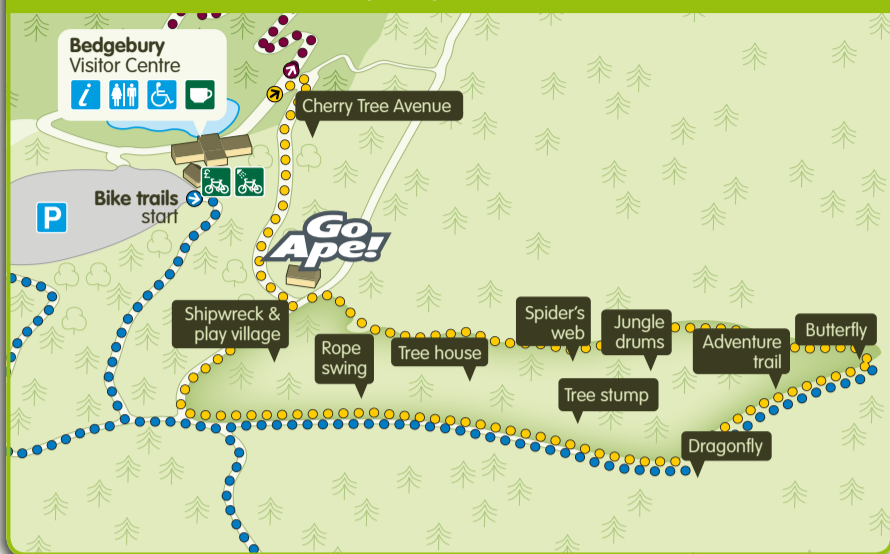 Bedgebury
Visitor Centre
i
Cherry Tree Avenue
£
Bike trails
start
P
Go
Ape!
Shipwreck &
play village
Rope
swing
Tree house
Spider's
web
Jungle
drums
Adventure
trail
Butterfly
Tree stump
Dragonfly